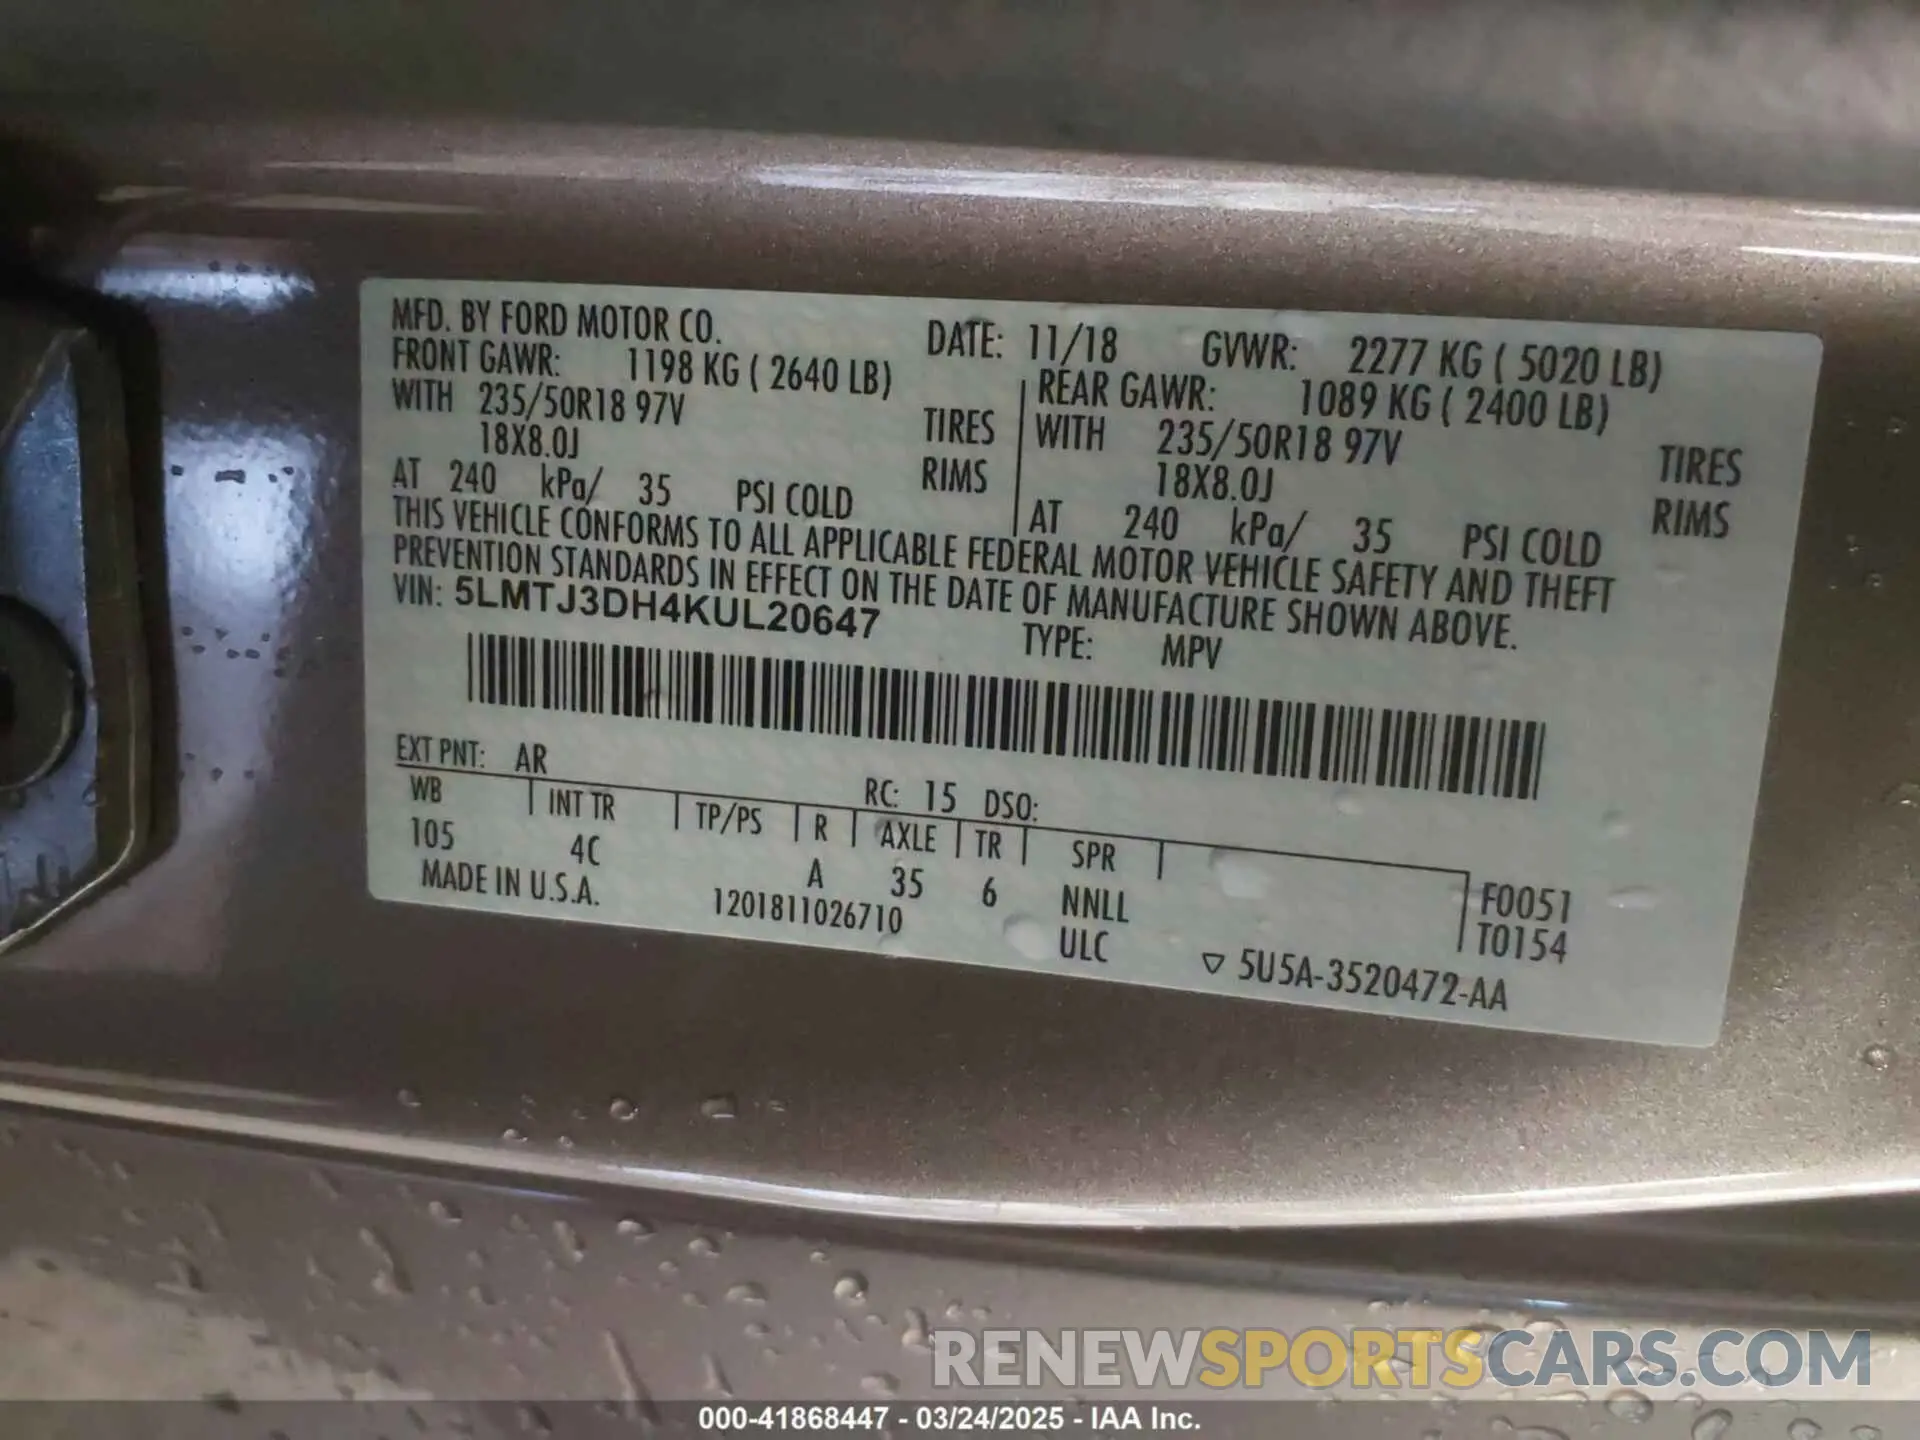 MFD. BY FORD MOTOR CO. DATE: 11/18 GVWR: 2277 KG ( 5020 LB)
FRONT GAWR: 1198 KG ( 2640 LB) REAR GAWR: 1089 KG ( 2400 LB)
WITH 235/50R18 97V TIRES WITH 235/50R18 97V TIRES
18X8.0J RIMS 18X8.0J RIMS
AT 240 kPa/ 35 PSI COLD AT 240 kPa/ 35 PSI COLD
THIS VEHICLE CONFORMS TO ALL APPLICABLE FEDERAL MOTOR VEHICLE SAFETY AND THEFT
PREVENTION STANDARDS IN EFFECT ON THE DATE OF MANUFACTURE SHOWN ABOVE.
VIN: 5LMTJ3DH4KUL20647 TYPE: MPV
EXT PNT: AR RC: 15 DSO:
WB INT TR TP/PS R AXLE TR SPR
105 4C A 35 6 NNLL F0051
MADE IN U.S.A. 1201811026710 ULC T0154
5U5A-3520472-AA
RENEWSPORTSCARS.COM
000-41868447 - 03/24/2025 - IAA Inc.